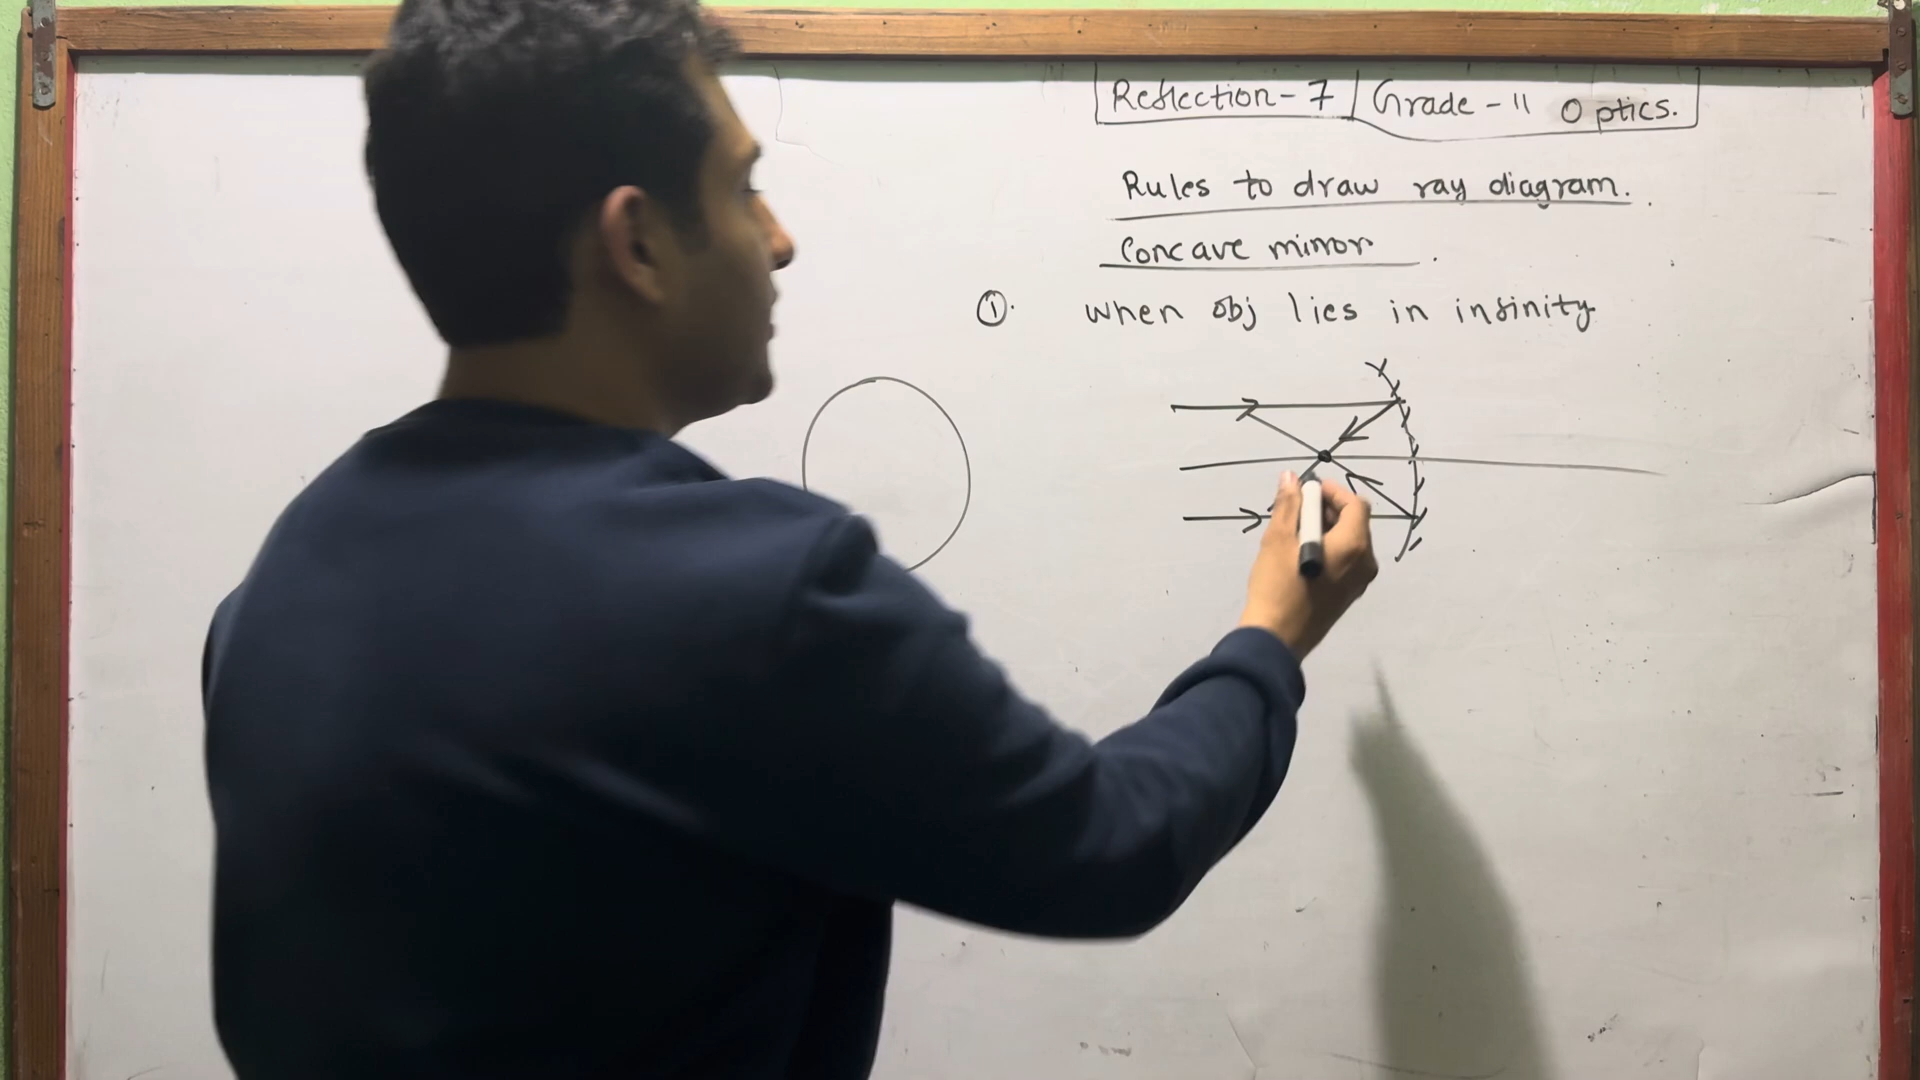 Reflection - 7 | Grade - 11 Optics.
Rules to draw ray diagram.
Concave mirror.
①. When obj lies in infinity